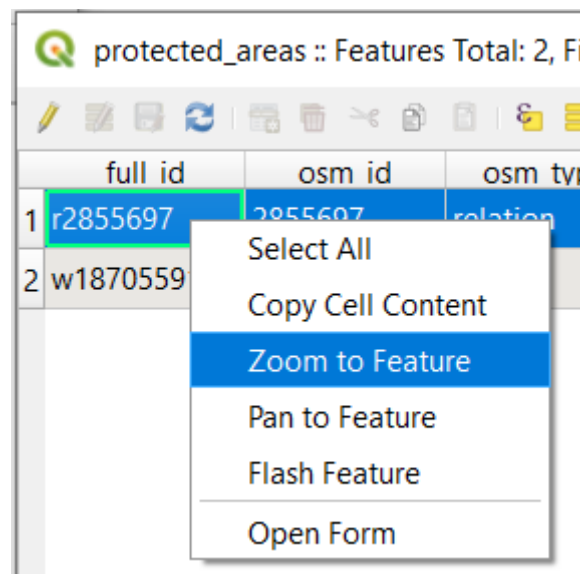 protected_areas :: Features Total: 2, Fi
full_id osm_id osm_typ
1 r2855697 2855697 relation
2 w18705591
Select All
Copy Cell Content
Zoom to Feature
Pan to Feature
Flash Feature
Open Form